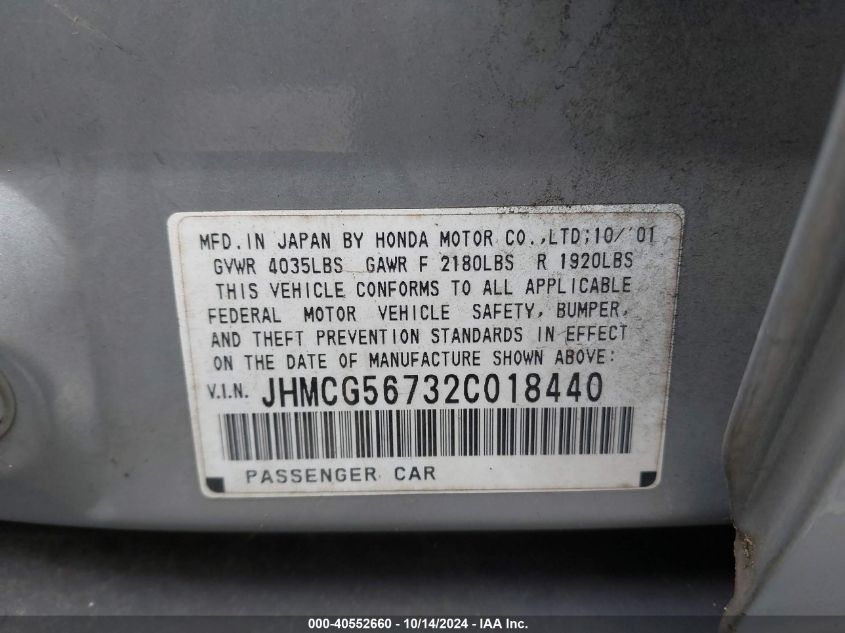 MFD. IN JAPAN BY HONDA MOTOR CO.,LTD;10/'01
GVWR 4035LBS GAWR F 2180LBS R 1920LBS
THIS VEHICLE CONFORMS TO ALL APPLICABLE
FEDERAL MOTOR VEHICLE SAFETY, BUMPER,
AND THEFT PREVENTION STANDARDS IN EFFECT
ON THE DATE OF MANUFACTURE SHOWN ABOVE:
V.I.N. JHMCG56732C018440
PASSENGER CAR
000-40552660 - 10/14/2024 - © IAA, Inc.